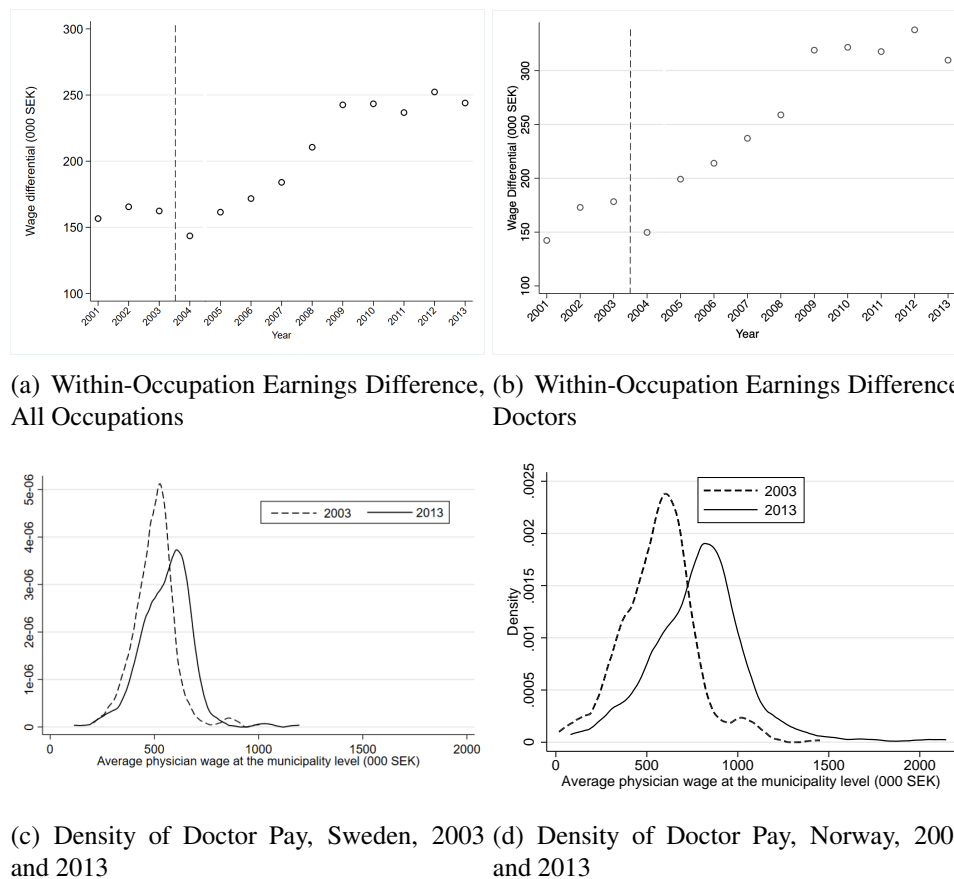 300
250
200
150
100
Wage differential (000 SEK)
2001 2002 2003 2004 2005 2006 2007 2008 2009 2010 2011 2012 2013
Year
300
250
200
150
100
Wage Differential (000 SEK)
2001 2002 2003 2004 2005 2006 2007 2008 2009 2010 2011 2012 2013
Year
(a) Within-Occupation Earnings Difference,
All Occupations
(b) Within-Occupation Earnings Difference
Doctors
5e-06
4e-06
3e-06
2e-06
1e-06
0
2003 2013
0 500 1000 1500 2000
Average physician wage at the municipality level (000 SEK)
.0025
.002
.0015
.001
.0005
0
Density
2003
2013
0 500 1000 1500 2000
Average physician wage at the municipality level (000 SEK)
(c) Density of Doctor Pay, Sweden, 2003
and 2013
(d) Density of Doctor Pay, Norway, 200
and 2013